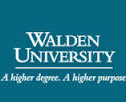 WALDEN
UNIVERSITY
A higher degree. A higher purpose